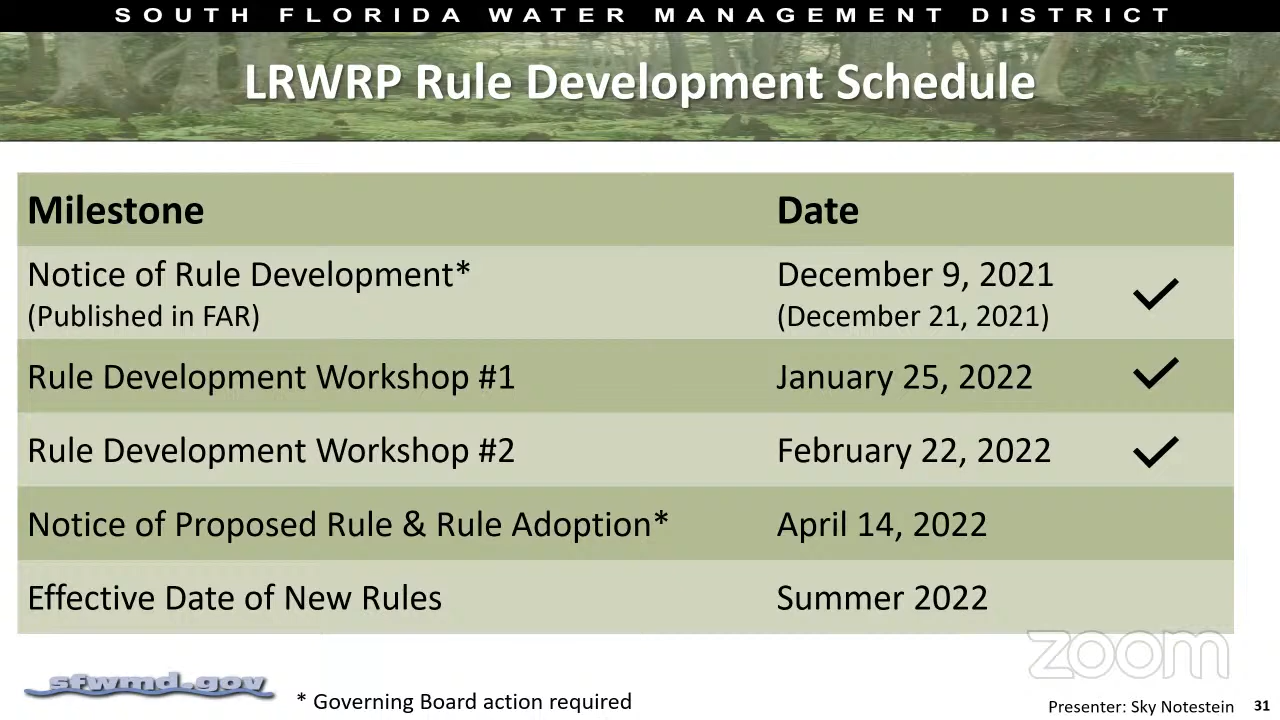 SOUTH FLORIDA WATER MANAGEMENT DISTRICT
LRWRP Rule Development Schedule
Milestone Date
Notice of Rule Development* December 9, 2021 ✓
(Published in FAR) (December 21, 2021)
Rule Development Workshop #1 January 25, 2022 ✓
Rule Development Workshop #2 February 22, 2022 ✓
Notice of Proposed Rule & Rule Adoption* April 14, 2022
Effective Date of New Rules Summer 2022
zoom
sfwmd.gov
* Governing Board action required
Presenter: Sky Notestein 31